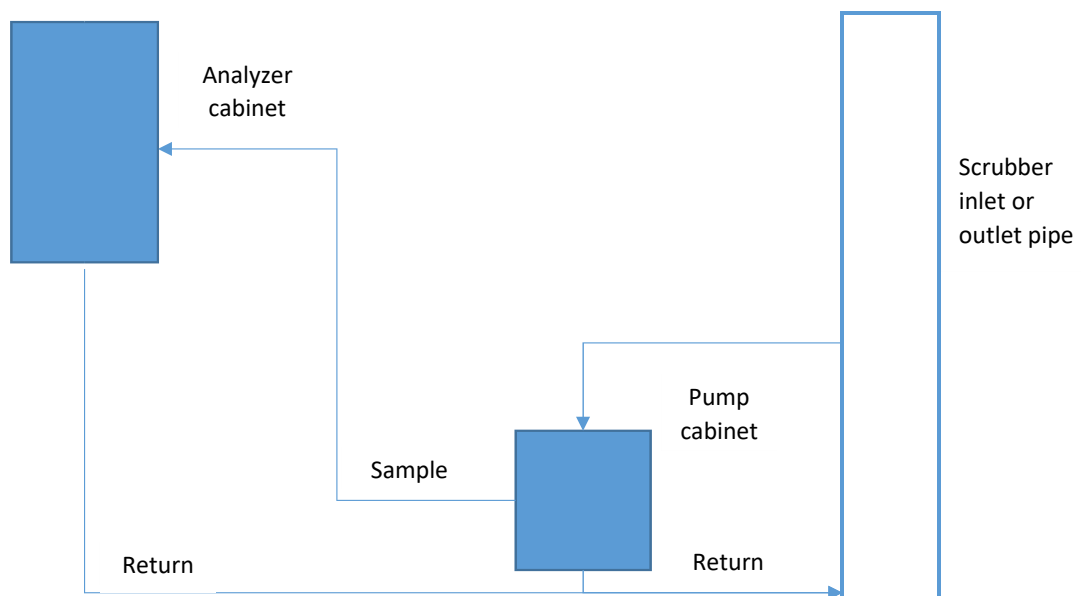 Analyzer
cabinet
Scrubber
inlet or
outlet pipe
Pump
cabinet
Sample
Return
Return